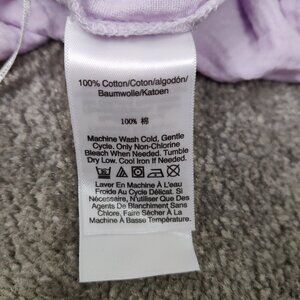 100% Cotton/Coton/algodón/
Baumwolle/Katoen
100% 棉
Machine Wash Cold, Gentle
Cycle. Only Non-Chlorine
Bleach When Needed. Tumble
Dry Low. Cool Iron If Needed.
Laver En Machine À L'eau
Froide Au Cycle Délicat. Si
Nécessaire, N'utiliser Que Des
Agents De Blanchiment Sans
Chlore, Faire Sécher À La
Machine À Basse Température.